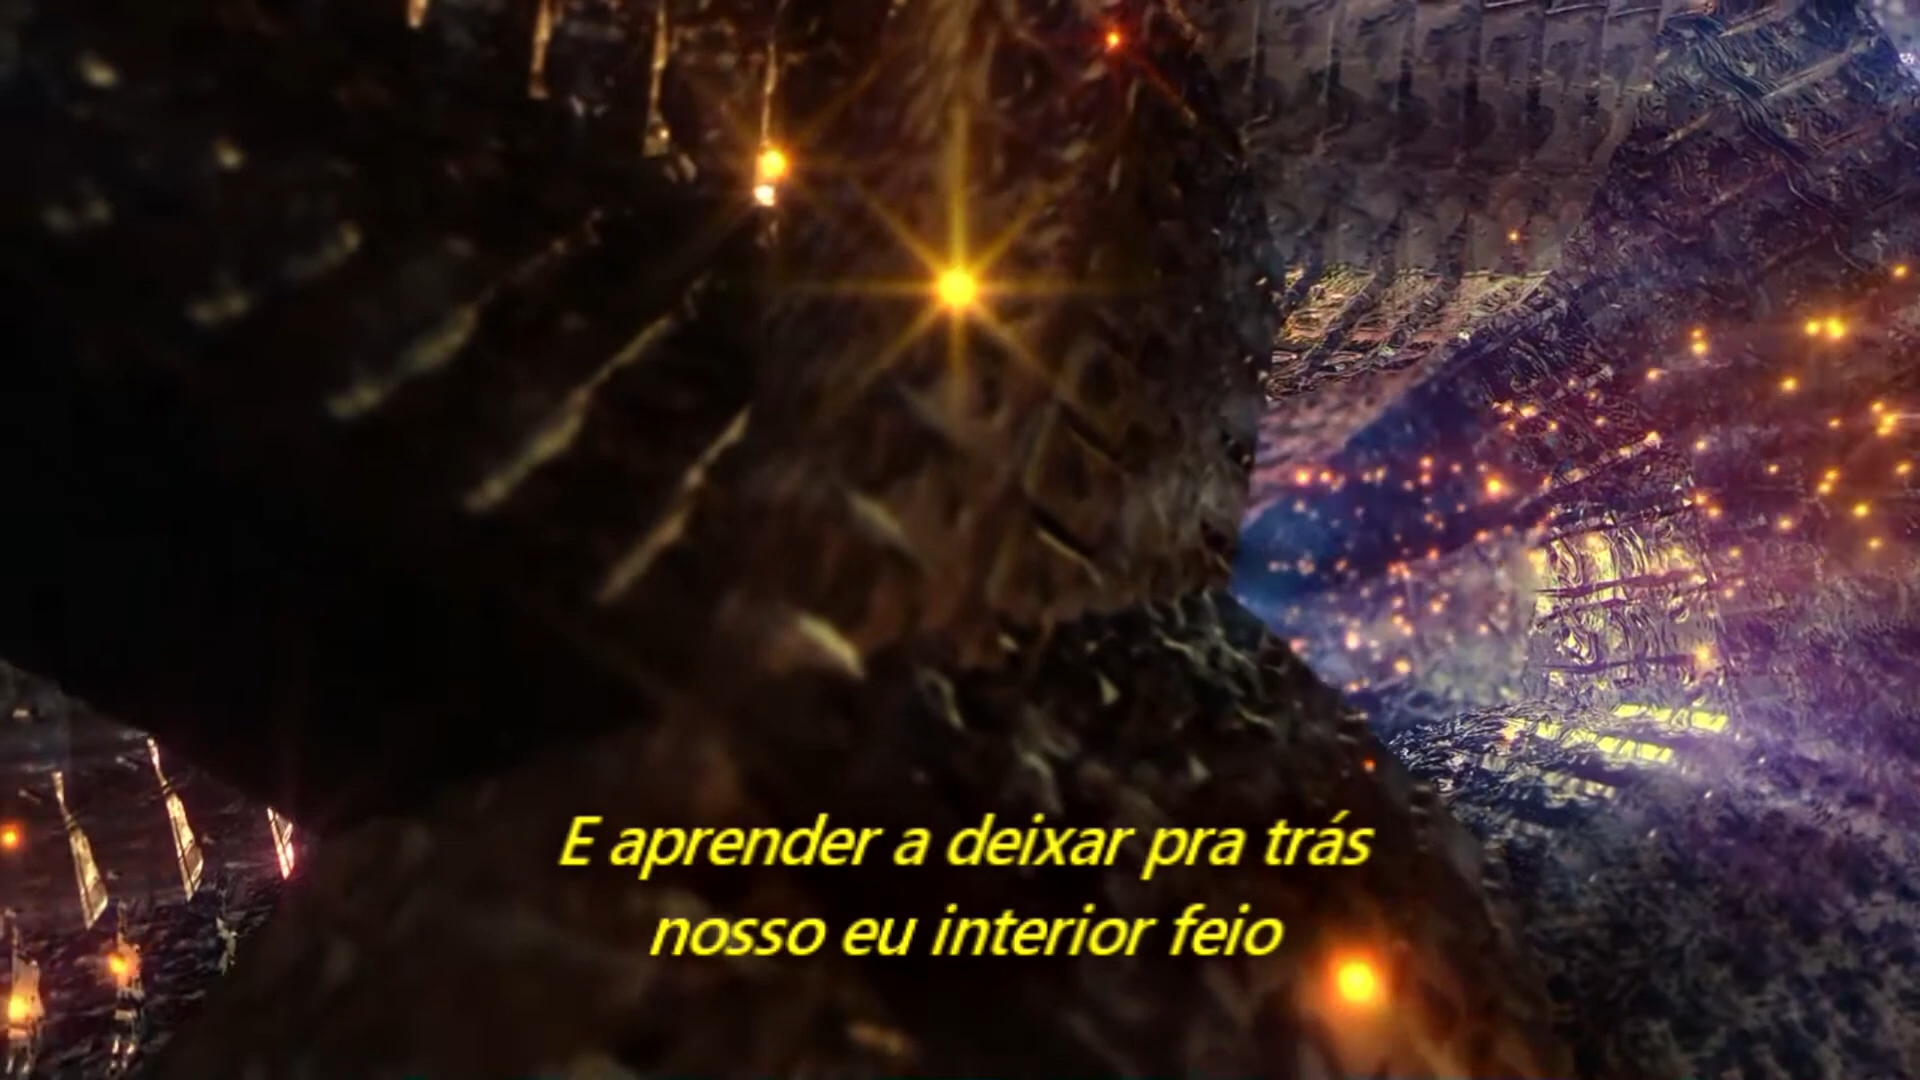 E aprender a deixar pra trás
nosso eu interior feio